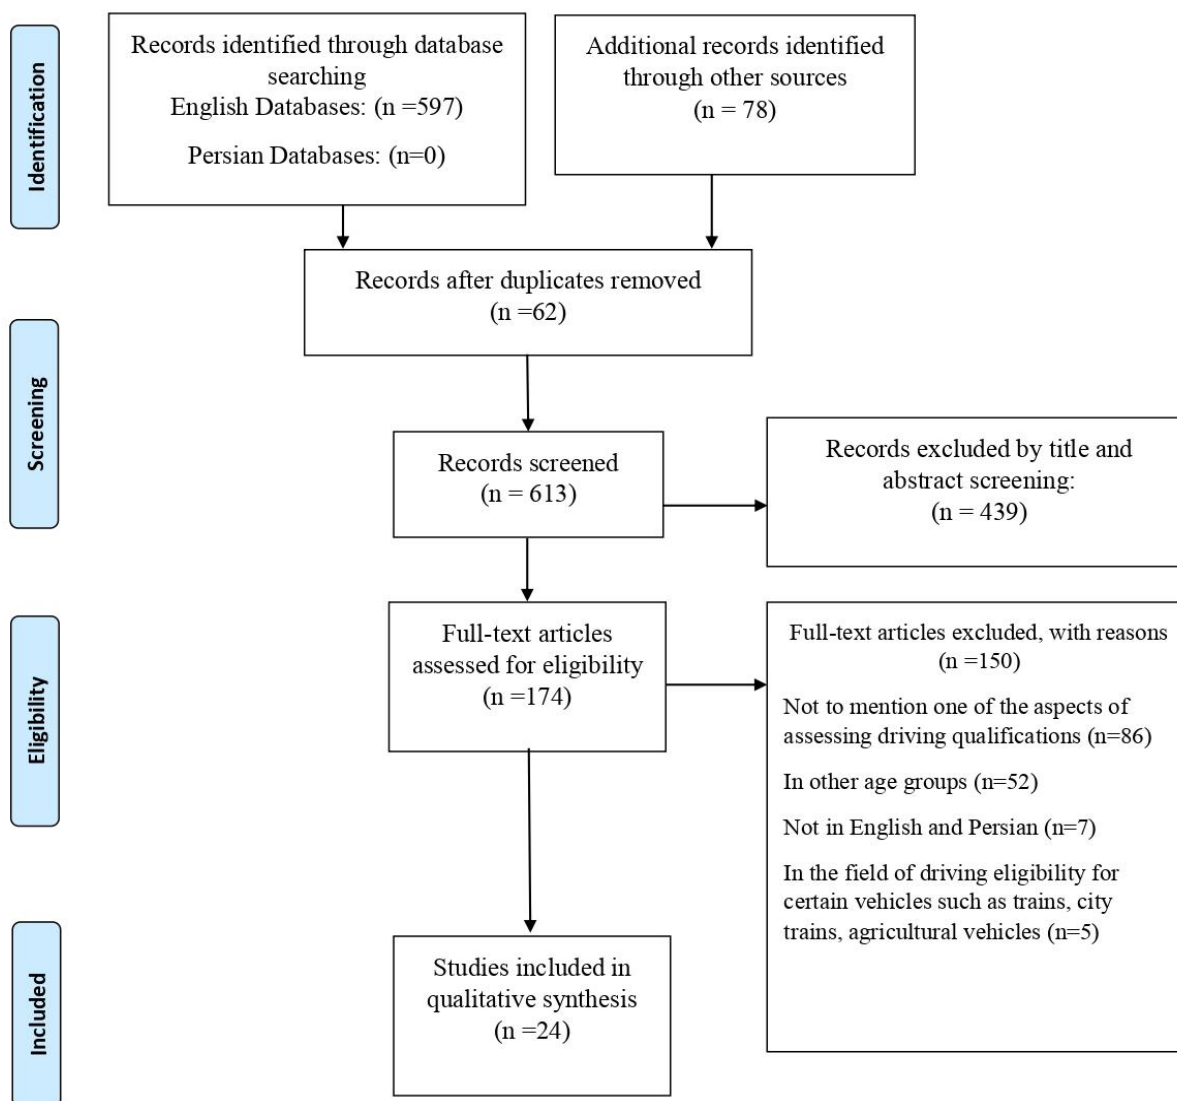 Identification
Records identified through database
searching
English Databases: (n =597)
Persian Databases: (n=0)
Additional records identified
through other sources
(n = 78)
Records after duplicates removed
(n =62)
Screening
Records screened
(n = 613)
Records excluded by title and
abstract screening:
(n = 439)
Eligibility
Full-text articles
assessed for eligibility
(n =174)
Full-text articles excluded, with reasons
(n =150)
Not to mention one of the aspects of
assessing driving qualifications (n=86)
In other age groups (n=52)
Not in English and Persian (n=7)
In the field of driving eligibility for
certain vehicles such as trains, city
trains, agricultural vehicles (n=5)
Included
Studies included in
qualitative synthesis
(n =24)